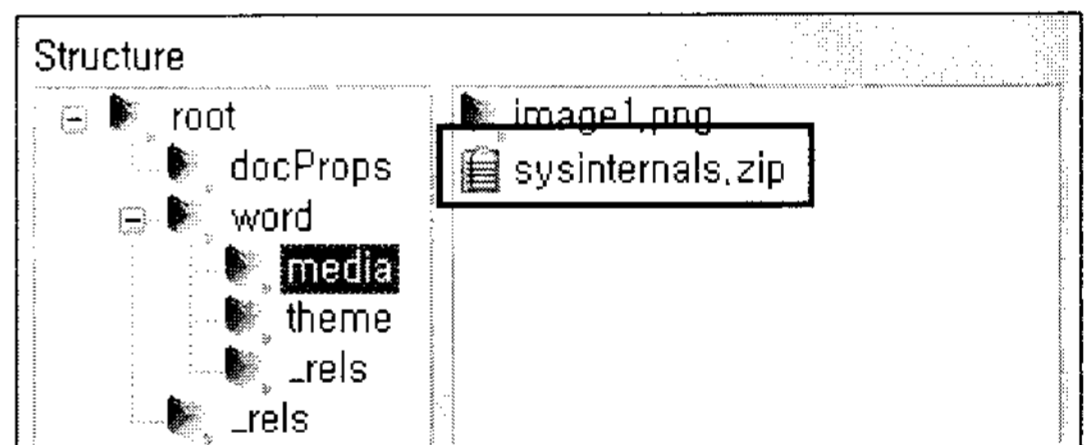 Structure
root
docProps
word
media
theme
_rels
_rels
image1.png
sysinternals.zip